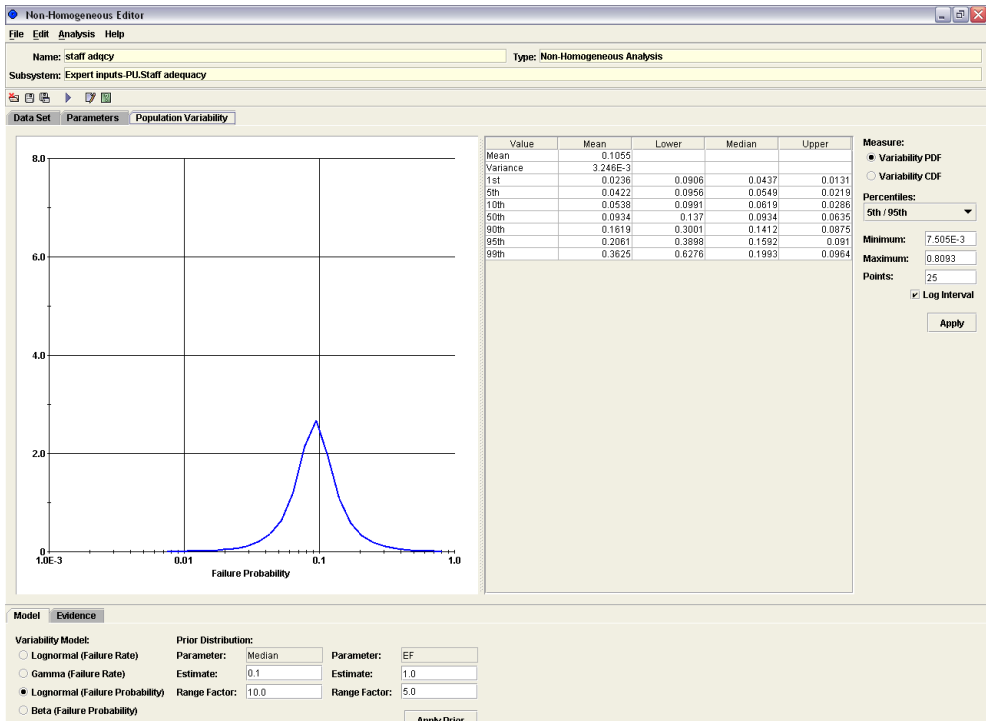 Non-Homogeneous Editor
File Edit Analysis Help
Name: staff adqcy Type: Non-Homogeneous Analysis
Subsystem: Expert inputs-PU.Staff adequacy
Data Set Parameters Population Variability
8.0
6.0
4.0
2.0
0
1.0E-3 0.01 0.1 1.0
Failure Probability
Value Mean Lower Median Upper
Mean 0.1055
Variance 3.246E-3
1st 0.0236 0.0906 0.0437 0.0131
5th 0.0422 0.0956 0.0549 0.0219
10th 0.0538 0.0991 0.0619 0.0286
50th 0.0934 0.137 0.0934 0.0635
90th 0.1619 0.3001 0.1412 0.0875
95th 0.2061 0.3898 0.1592 0.091
99th 0.3625 0.6276 0.1993 0.0964
Measure:
Variability PDF
Variability CDF
Percentiles:
5th / 95th
Minimum: 7.505E-3
Maximum: 0.8093
Points: 25
Log Interval
Apply
Model Evidence
Variability Model: Prior Distribution:
Lognormal (Failure Rate) Parameter: Median Parameter: EF
Gamma (Failure Rate) Estimate: 0.1 Estimate: 1.0
Lognormal (Failure Probability) Range Factor: 10.0 Range Factor: 5.0
Beta (Failure Probability)
Apply Prior